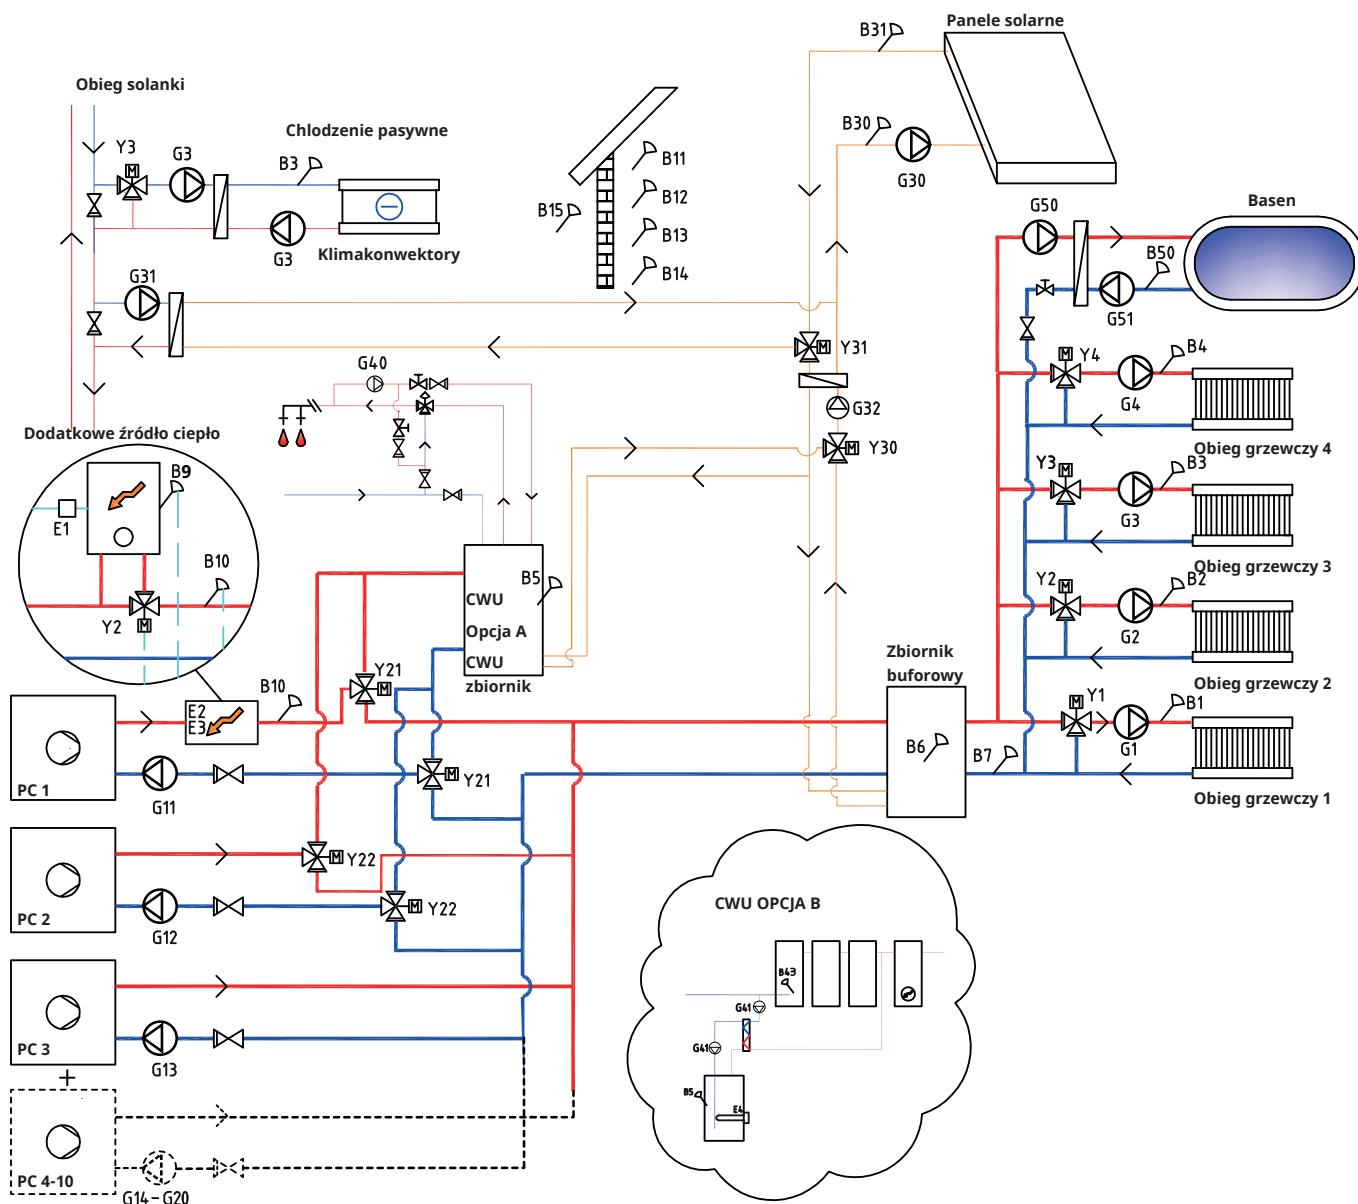 Panele solarne
B31
B30
G30
Obieg solanki
Chlodzenie pasywne
Y3
M
G3
B3
G3
Klimakonwektory
B11
B12
B15
B13
B14
G50
Basen
B50
G51
G31
Y31
M
G40
G32
Y30
M
Y4
M
G4
B4
Obieg grzewczy 4
Y3
M
G3
B3
Obieg grzewczy 3
Y2
M
G2
B2
Obieg grzewczy 2
Y1
M
G1
B1
Obieg grzewczy 1
Dodatkowe źródło ciepło
B9
E1
B10
Y2
M
B5
CWU
Opcja A
CWU
zbiornik
Zbiornik
buforowy
B6
B7
B10
E2
E3
Y21
M
PC 1
G11
Y21
M
Y22
M
PC 2
G12
Y22
M
PC 3
G13
+
PC 4-10
G14–G20
CWU OPCJA B
B43
G41
G41
B5
E4